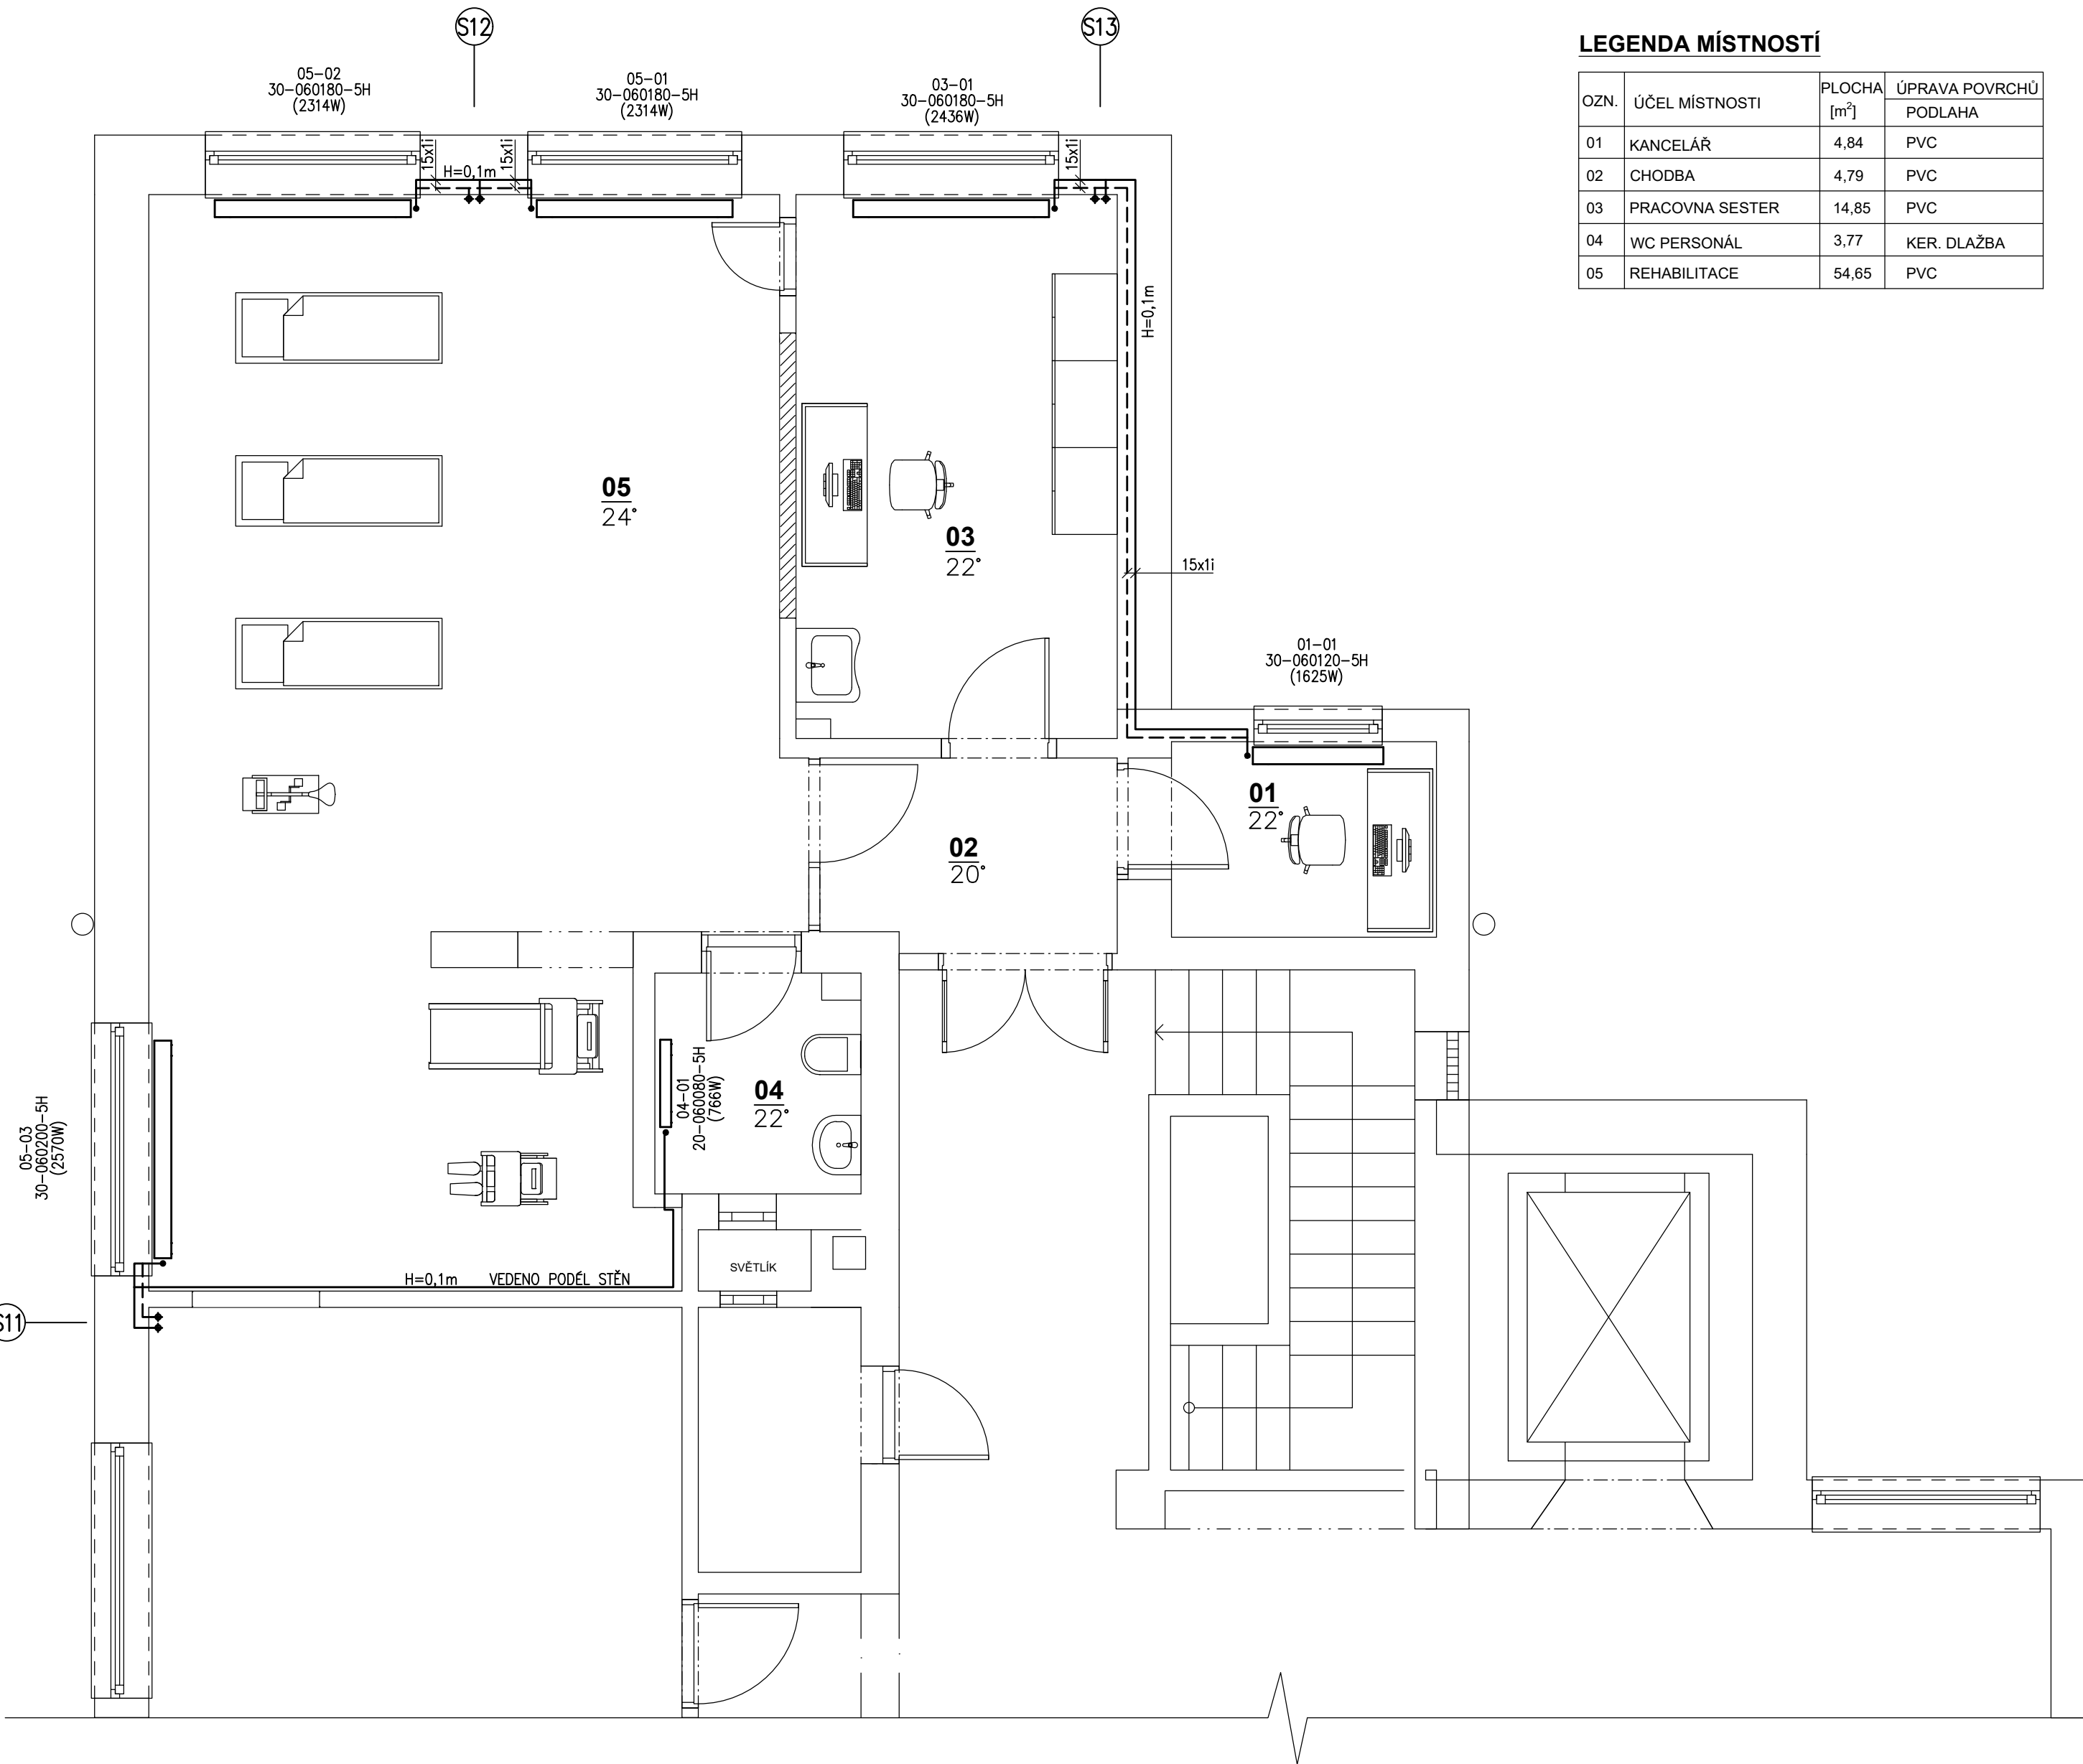 S12
S13
LEGENDA MÍSTNOSTÍ
OZN. ÚČEL MÍSTNOSTI PLOCHA [m²] ÚPRAVA POVRCHŮ
PODLAHA
01 KANCELÁŘ 4,84 PVC
02 CHODBA 4,79 PVC
03 PRACOVNA SESTER 14,85 PVC
04 WC PERSONÁL 3,77 KER. DLAŽBA
05 REHABILITACE 54,65 PVC
05-02
30-060180-5H
(2314W)
05-01
30-060180-5H
(2314W)
03-01
30-060180-5H
(2436W)
15x1i
H=0,1m
15x1i
15x1i
H=0,1m
05
24°
03
22°
15x1i
01-01
30-060120-5H
(1625W)
01
22°
02
20°
04-01
20-060080-5H
(766W)
04
22°
05-03
30-060200-5H
(2570W)
SVĚTLÍK
H=0,1m VEDENO PODÉL STĚN
S11